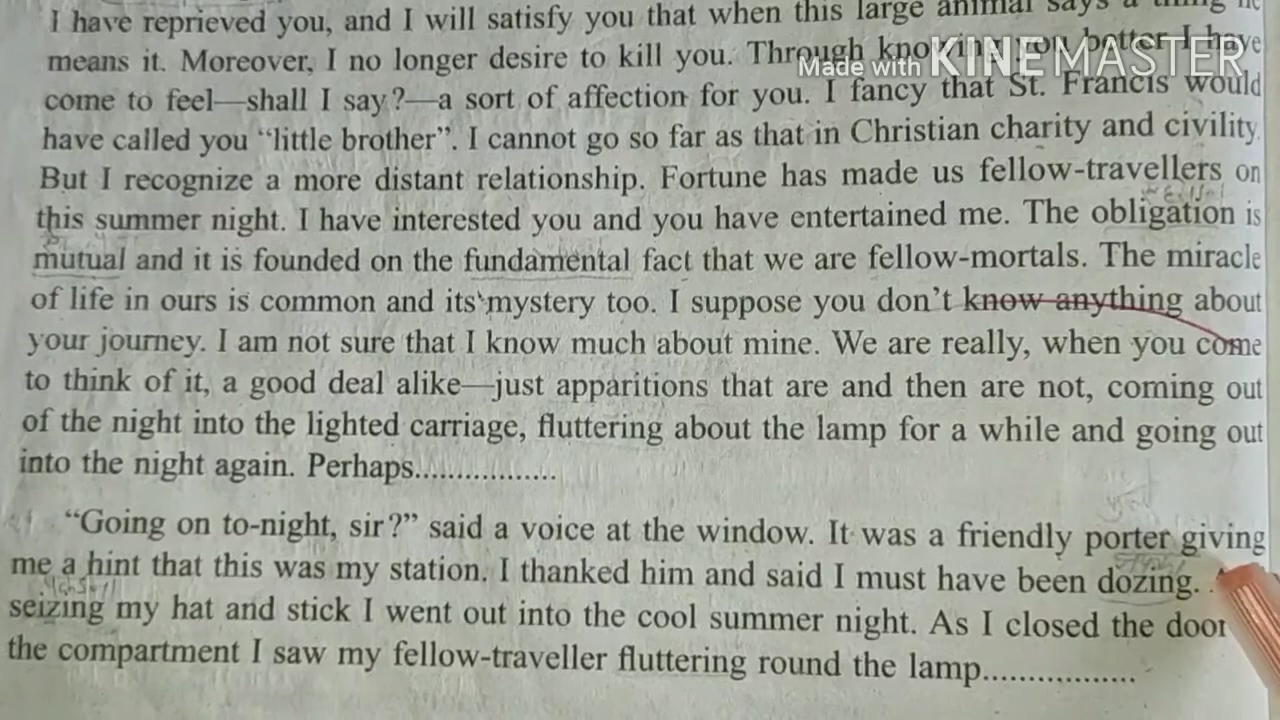 I have reprieved you, and I will satisfy you that when this large animal says a thing he
means it. Moreover, I no longer desire to kill you. Through knowing you better I have
Made with KINEMASTER
come to feel—shall I say?—a sort of affection for you. I fancy that St. Francis would
have called you “little brother”. I cannot go so far as that in Christian charity and civility.
But I recognize a more distant relationship. Fortune has made us fellow-travellers on
this summer night. I have interested you and you have entertained me. The obligation is
mutual and it is founded on the fundamental fact that we are fellow-mortals. The miracle
of life in ours is common and its mystery too. I suppose you don’t know anything about
your journey. I am not sure that I know much about mine. We are really, when you come
to think of it, a good deal alike—just apparitions that are and then are not, coming out
of the night into the lighted carriage, fluttering about the lamp for a while and going out
into the night again. Perhaps.................
“Going on to-night, sir?” said a voice at the window. It was a friendly porter giving
me a hint that this was my station. I thanked him and said I must have been dozing.
seizing my hat and stick I went out into the cool summer night. As I closed the door
the compartment I saw my fellow-traveller fluttering round the lamp.................